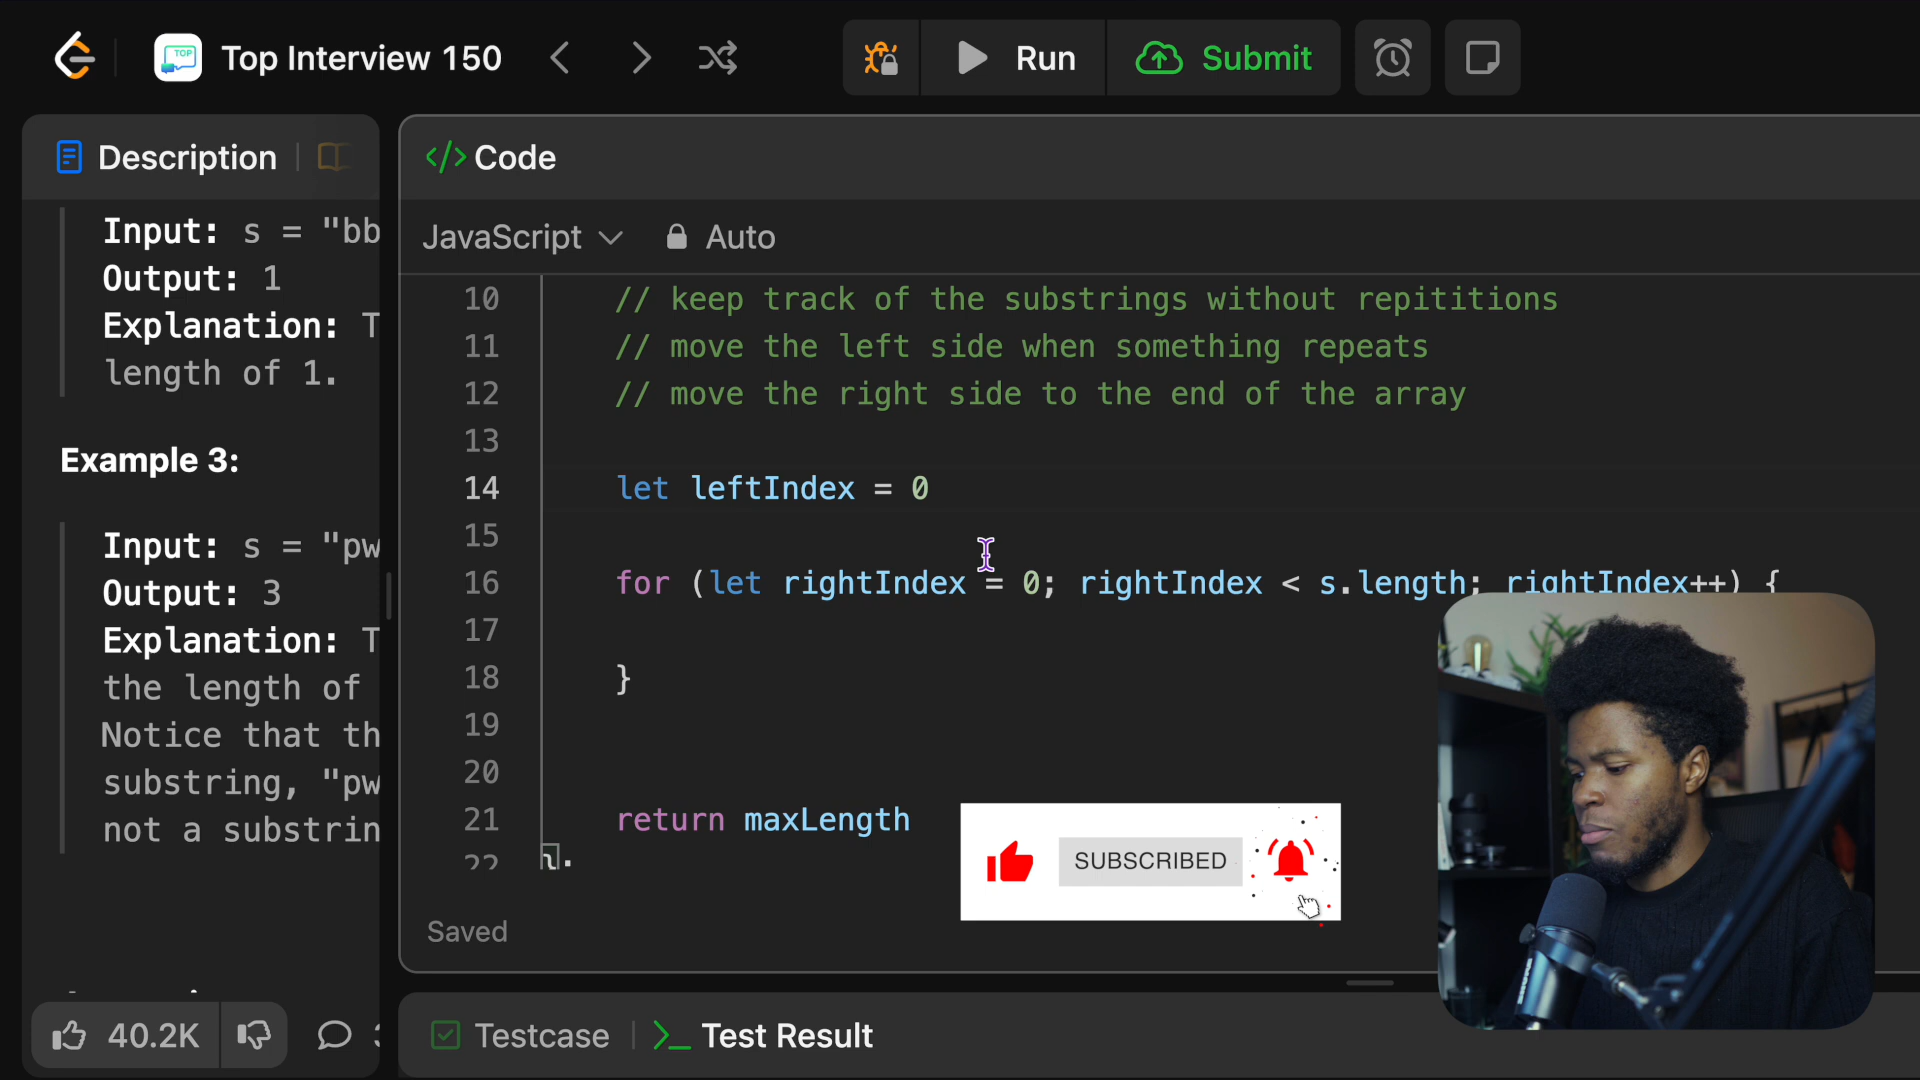 Top Interview 150
Run
Submit
Description
Input: s = "bb
Output: 1
Explanation: T
length of 1.
Example 3:
Input: s = "pw
Output: 3
Explanation: T
the length of
Notice that th
substring, "pw
not a substrin
40.2K
</> Code
JavaScript
Auto
10 // keep track of the substrings without repititions
11 // move the left side when something repeats
12 // move the right side to the end of the array
13
14 let leftIndex = 0
15
16 for (let rightIndex = 0; rightIndex < s.length; rightIndex++) {
17
18 }
19
20
21 return maxLength
22 };
Saved
SUBSCRIBED
Testcase
Test Result